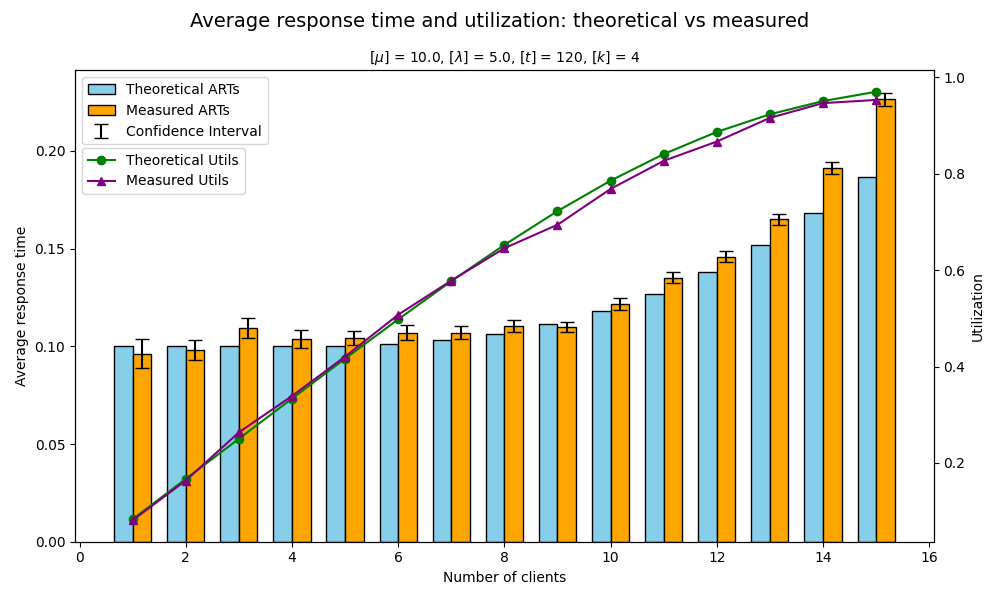 Average response time and utilization: theoretical vs measured
[μ] = 10.0, [λ] = 5.0, [t] = 120, [k] = 4
Theoretical ARTs
Measured ARTs
Confidence Interval
Theoretical Utils
Measured Utils
Average response time
0.20
0.15
0.10
0.05
0.00
1.0
0.8
0.6
0.4
0.2
Utilization
0 2 4 6 8 10 12 14 16
Number of clients